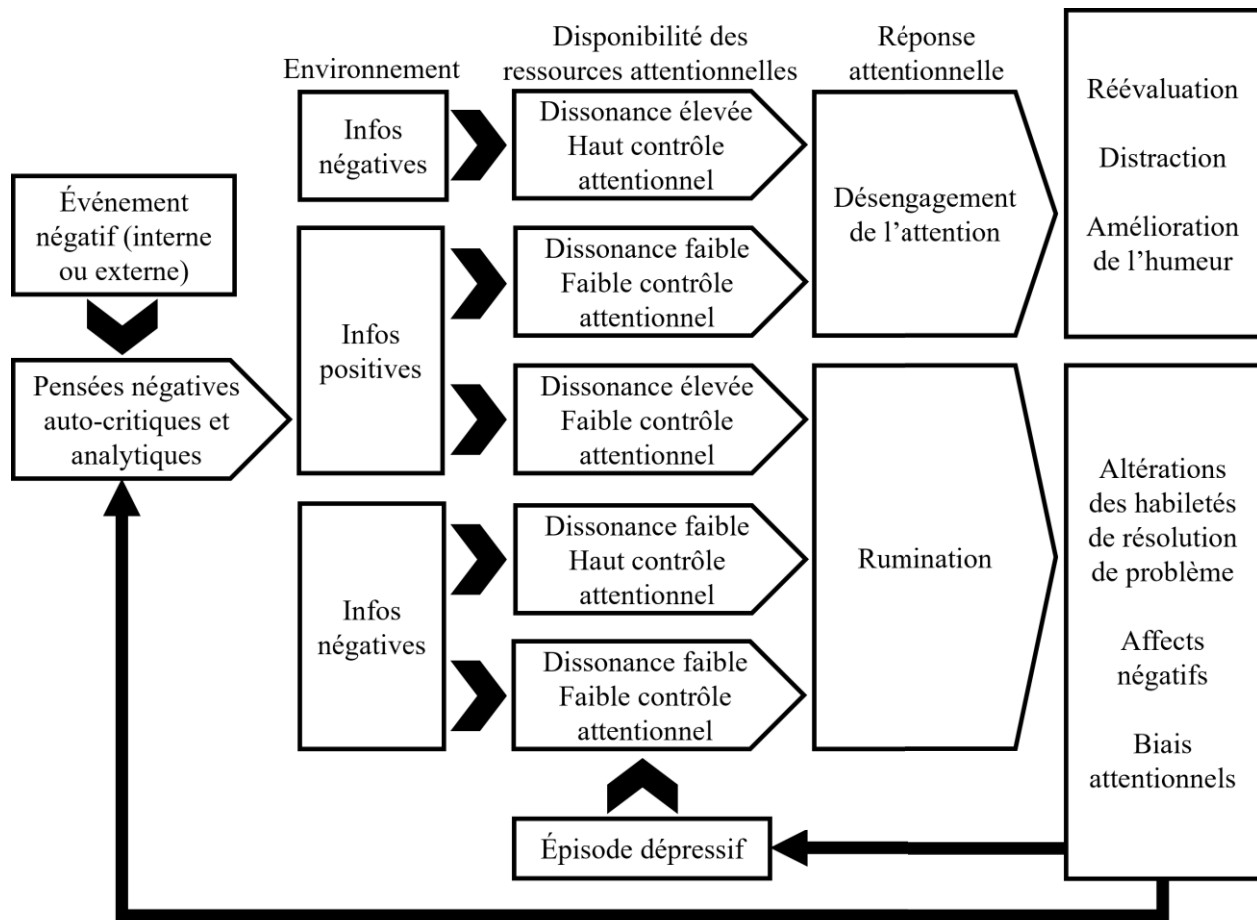 Environnement
Disponibilité des
ressources attentionnelles
Réponse
attentionnelle
Événement
négatif (interne
ou externe)
Pensées négatives
auto-critiques et
analytiques
Infos
négatives
Infos
positives
Infos
négatives
Dissonance élevée
Haut contrôle
attentionnel
Dissonance faible
Faible contrôle
attentionnel
Dissonance élevée
Faible contrôle
attentionnel
Dissonance faible
Haut contrôle
attentionnel
Dissonance faible
Faible contrôle
attentionnel
Épisode dépressif
Désengagement
de l’attention
Rumination
Réévaluation
Distraction
Amélioration
de l’humeur
Altérations
des habiletés
de résolution
de problème
Affects
négatifs
Biais
attentionnels